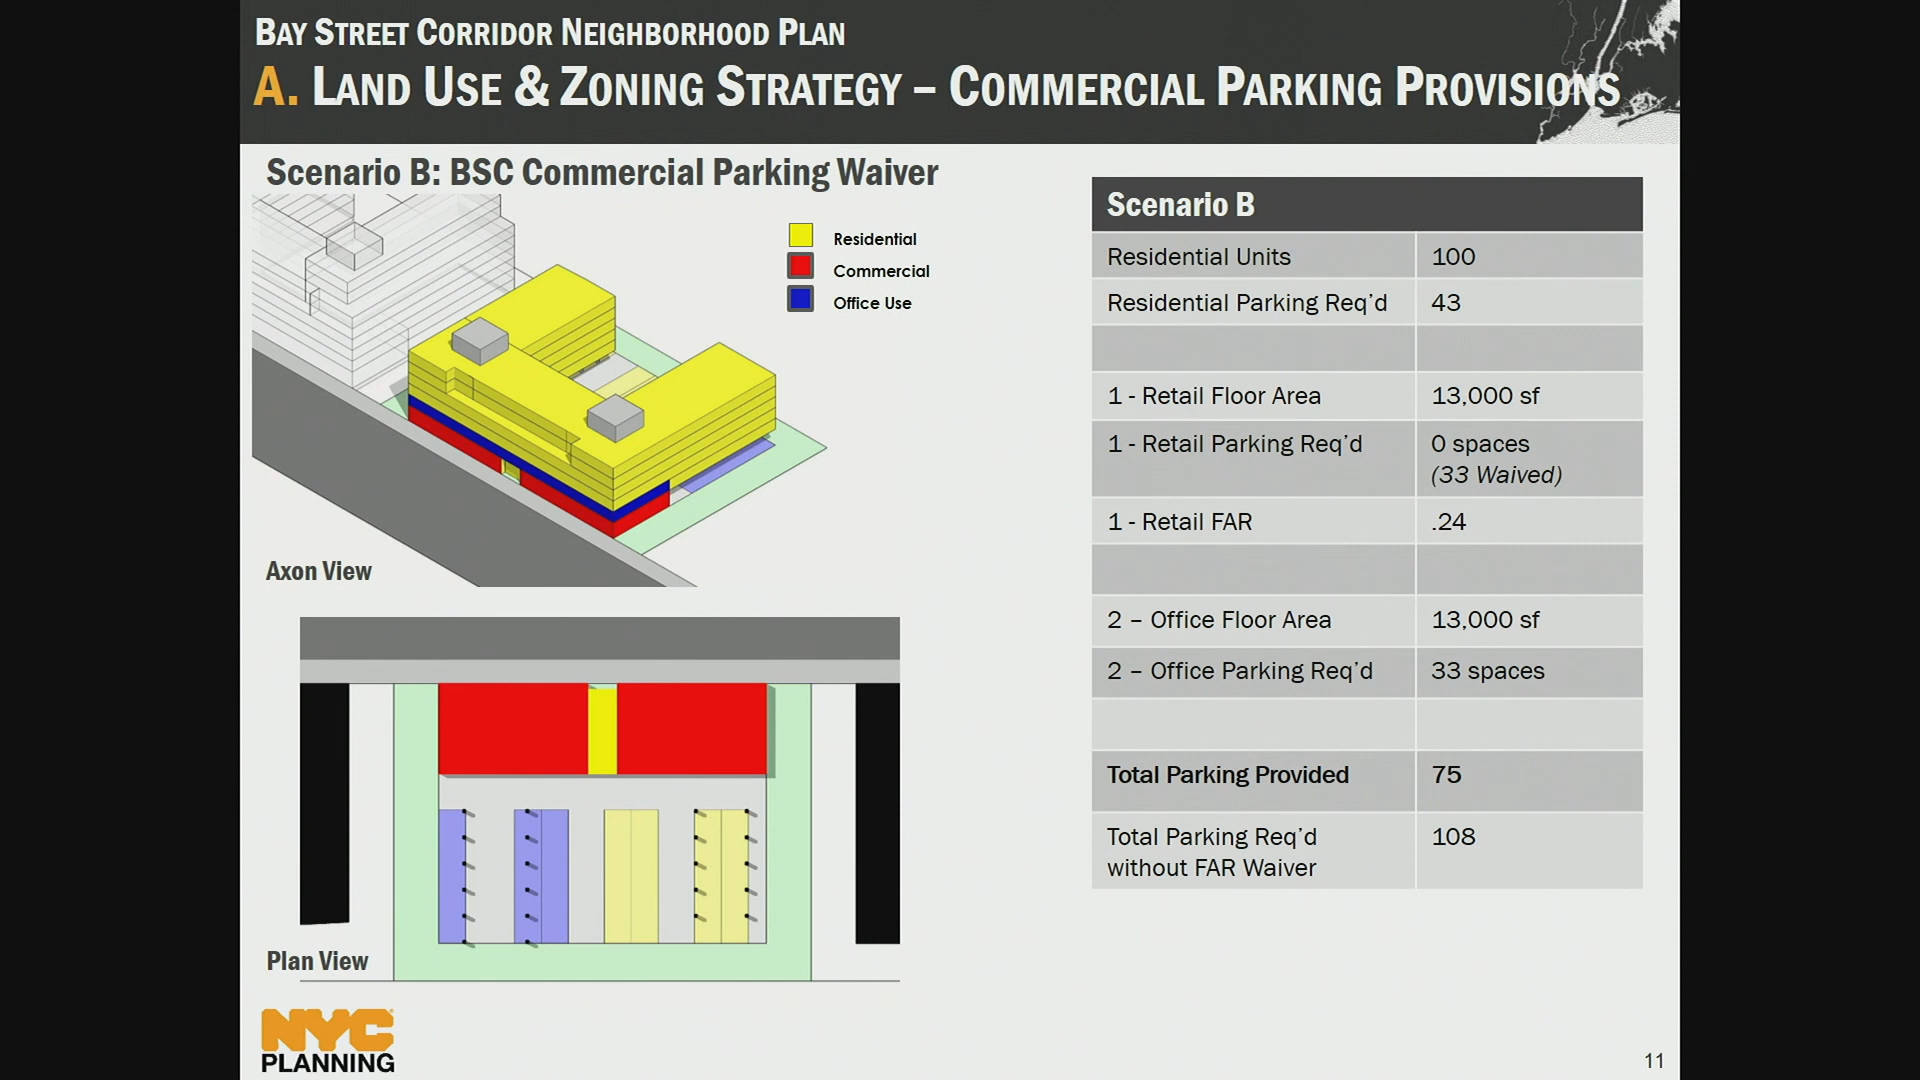 BAY STREET CORRIDOR NEIGHBORHOOD PLAN
A. LAND USE & ZONING STRATEGY – COMMERCIAL PARKING PROVISIONS
Scenario B: BSC Commercial Parking Waiver
Residential
Commercial
Office Use
Axon View
Plan View
Scenario B
Residential Units 100
Residential Parking Req'd 43
1 - Retail Floor Area 13,000 sf
1 - Retail Parking Req'd 0 spaces
(33 Waived)
1 - Retail FAR .24
2 – Office Floor Area 13,000 sf
2 – Office Parking Req'd 33 spaces
Total Parking Provided 75
Total Parking Req'd 108
without FAR Waiver
NYC
PLANNING
11